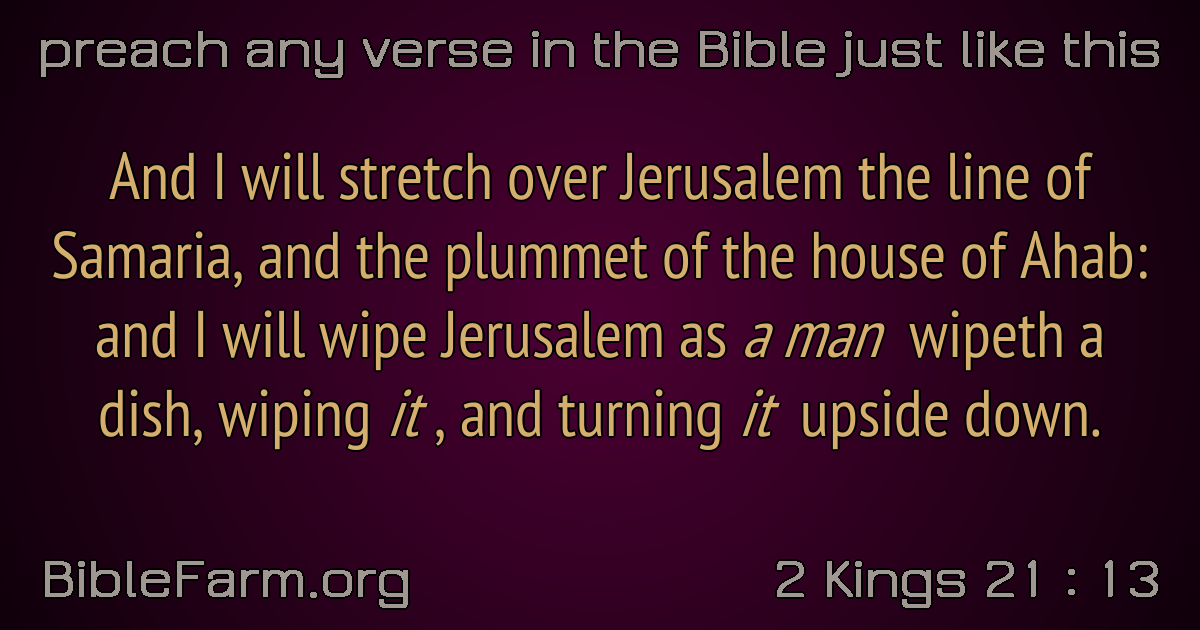 preach any verse in the Bible just like this
And I will stretch over Jerusalem the line of
Samaria, and the plummet of the house of Ahab:
and I will wipe Jerusalem as a man wipeth a
dish, wiping it , and turning it upside down.
BibleFarm.org
2 Kings 21 : 13